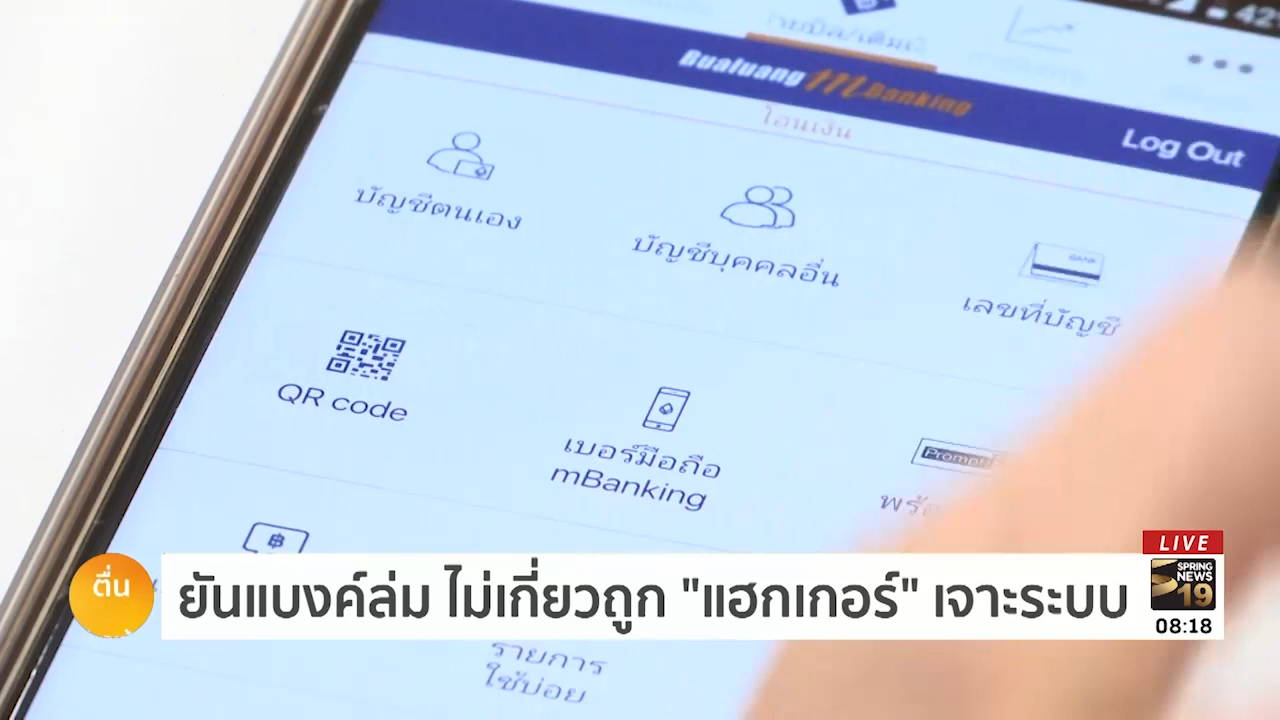 42
Bualuang mBanking
โอนเงิน
Log Out
บัญชีตนเอง
บัญชีบุคคลอื่น
เลขที่บัญชี
QR code
เบอร์มือถือ
mBanking
Prompt
LIVE
ตื่น
ยันแบงค์ล่ม ไม่เกี่ยวถูก "แฮกเกอร์" เจาะระบบ
SPRING
NEWS
19
08:18
รายการ
ใช้บ่อย